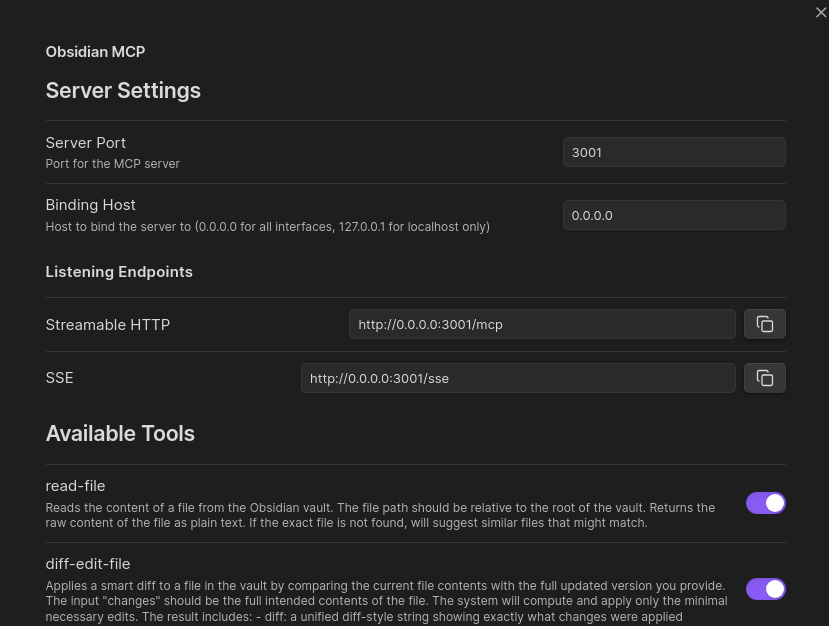 Obsidian MCP
Server Settings
Server Port
Port for the MCP server
3001
Binding Host
Host to bind the server to (0.0.0.0 for all interfaces, 127.0.0.1 for localhost only)
0.0.0.0
Listening Endpoints
Streamable HTTP
http://0.0.0.0:3001/mcp
SSE
http://0.0.0.0:3001/sse
Available Tools
read-file
Reads the content of a file from the Obsidian vault. The file path should be relative to the root of the vault. Returns the
raw content of the file as plain text. If the exact file is not found, will suggest similar files that might match.
diff-edit-file
Applies a smart diff to a file in the vault by comparing the current file contents with the full updated version you provide.
The input "changes" should be the full intended contents of the file. The system will compute and apply only the minimal
necessary edits. The result includes: - diff: a unified diff-style string showing exactly what changes were applied